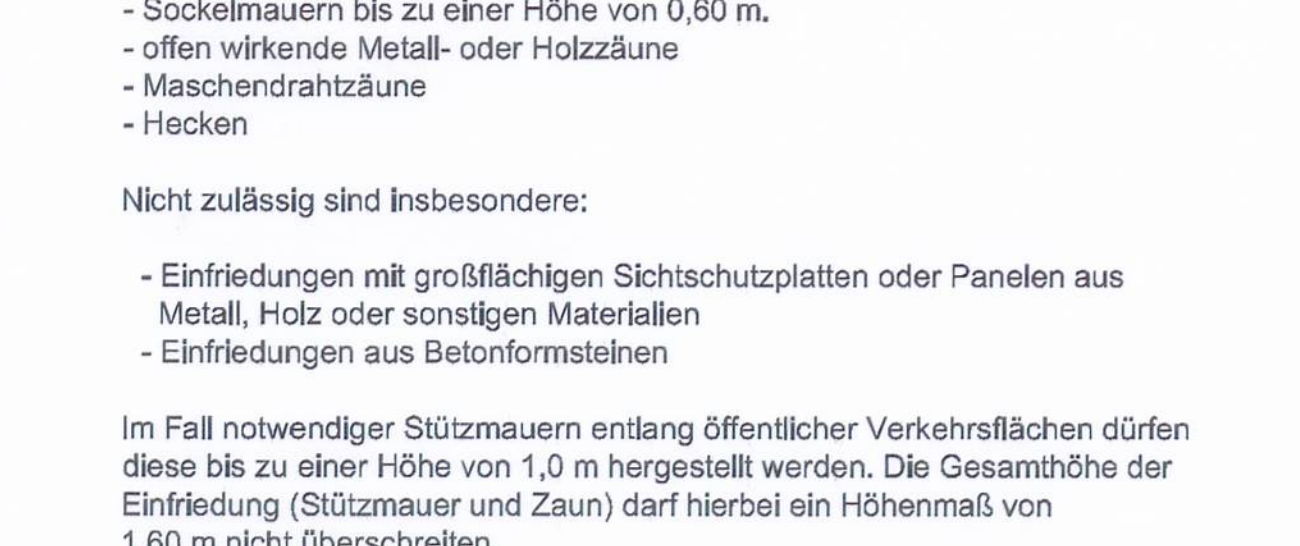 - Sockelmauern bis zu einer Höhe von 0,60 m.
- offen wirkende Metall- oder Holzzäune
- Maschendrahtzäune
- Hecken
Nicht zulässig sind insbesondere:
- Einfriedungen mit großflächigen Sichtschutzplatten oder Panelen aus
Metall, Holz oder sonstigen Materialien
- Einfriedungen aus Betonformsteinen
Im Fall notwendiger Stützmauern entlang öffentlicher Verkehrsflächen dürfen
diese bis zu einer Höhe von 1,0 m hergestellt werden. Die Gesamthöhe der
Einfriedung (Stützmauer und Zaun) darf hierbei ein Höhenmaß von
1,60 m nicht überschreiten